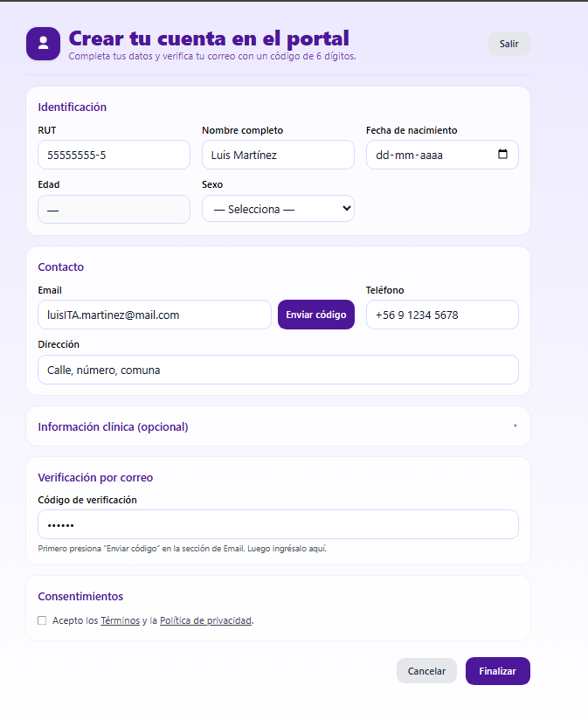 Crear tu cuenta en el portal
Completa tus datos y verifica tu correo con un código de 6 dígitos.
Salir
Identificación
RUT
Nombre completo
Fecha de nacimiento
55555555-5
Luis Martínez
dd-mm-aaaa
Edad
Sexo
—
— Selecciona —
Contacto
Email
Teléfono
luisITA.martinez@mail.com
Enviar código
+56 9 1234 5678
Dirección
Calle, número, comuna
Información clínica (opcional)
Verificación por correo
Código de verificación
••••••
Primero presiona "Enviar código" en la sección de Email. Luego ingrésalo aquí.
Consentimientos
Acepto los Términos y la Política de privacidad.
Cancelar
Finalizar